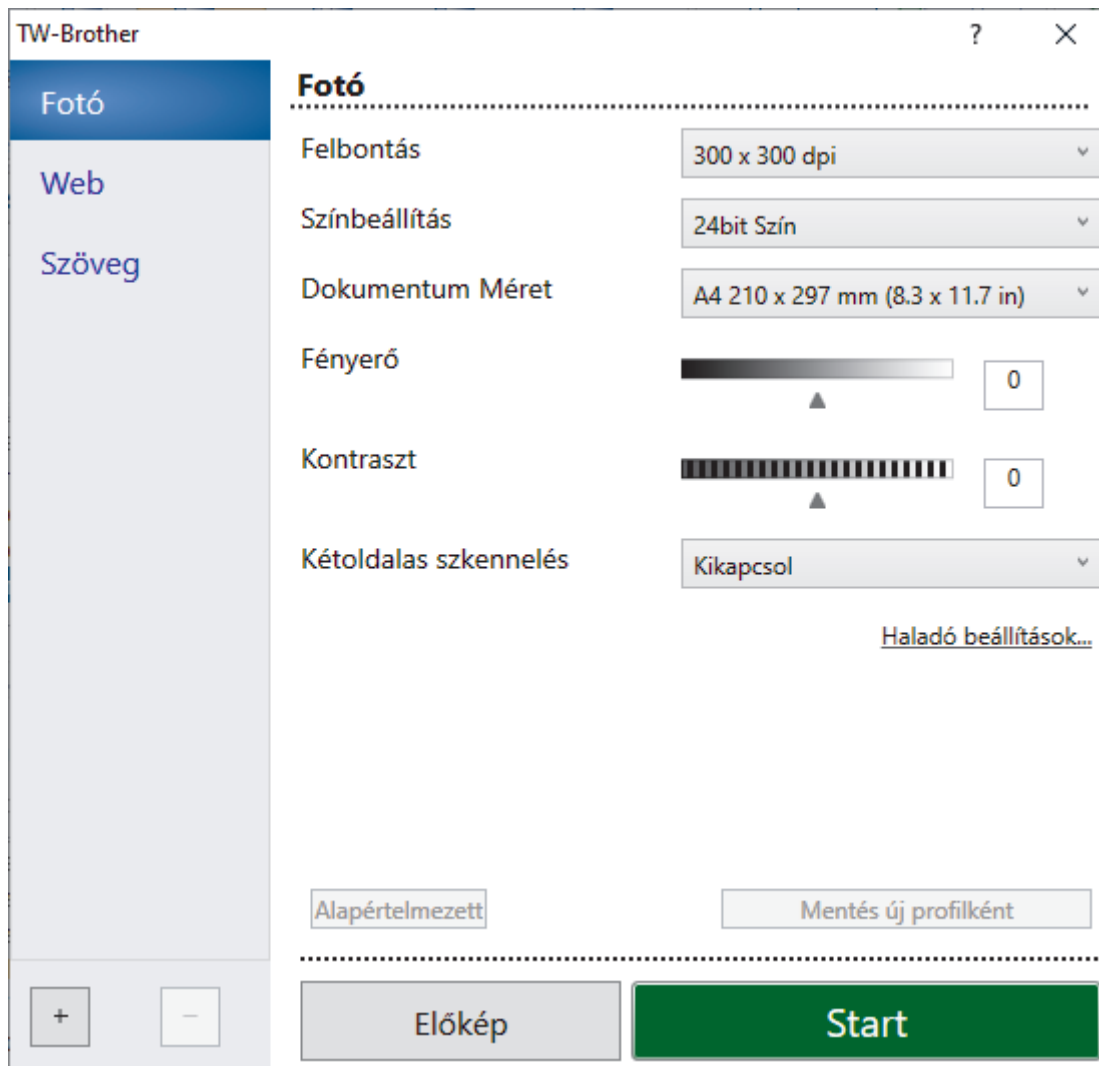 TW-Brother
?
Fotó
Web
Szöveg
Fotó
Felbontás
300 x 300 dpi
Színbeállítás
24bit Szín
Dokumentum Méret
A4 210 x 297 mm (8.3 x 11.7 in)
Fényerő
0
Kontraszt
0
Kétoldalas szkennelés
Kikapcsol
Haladó beállítások...
Alapértelmezett
Mentés új profilként
+
−
Előkép
Start